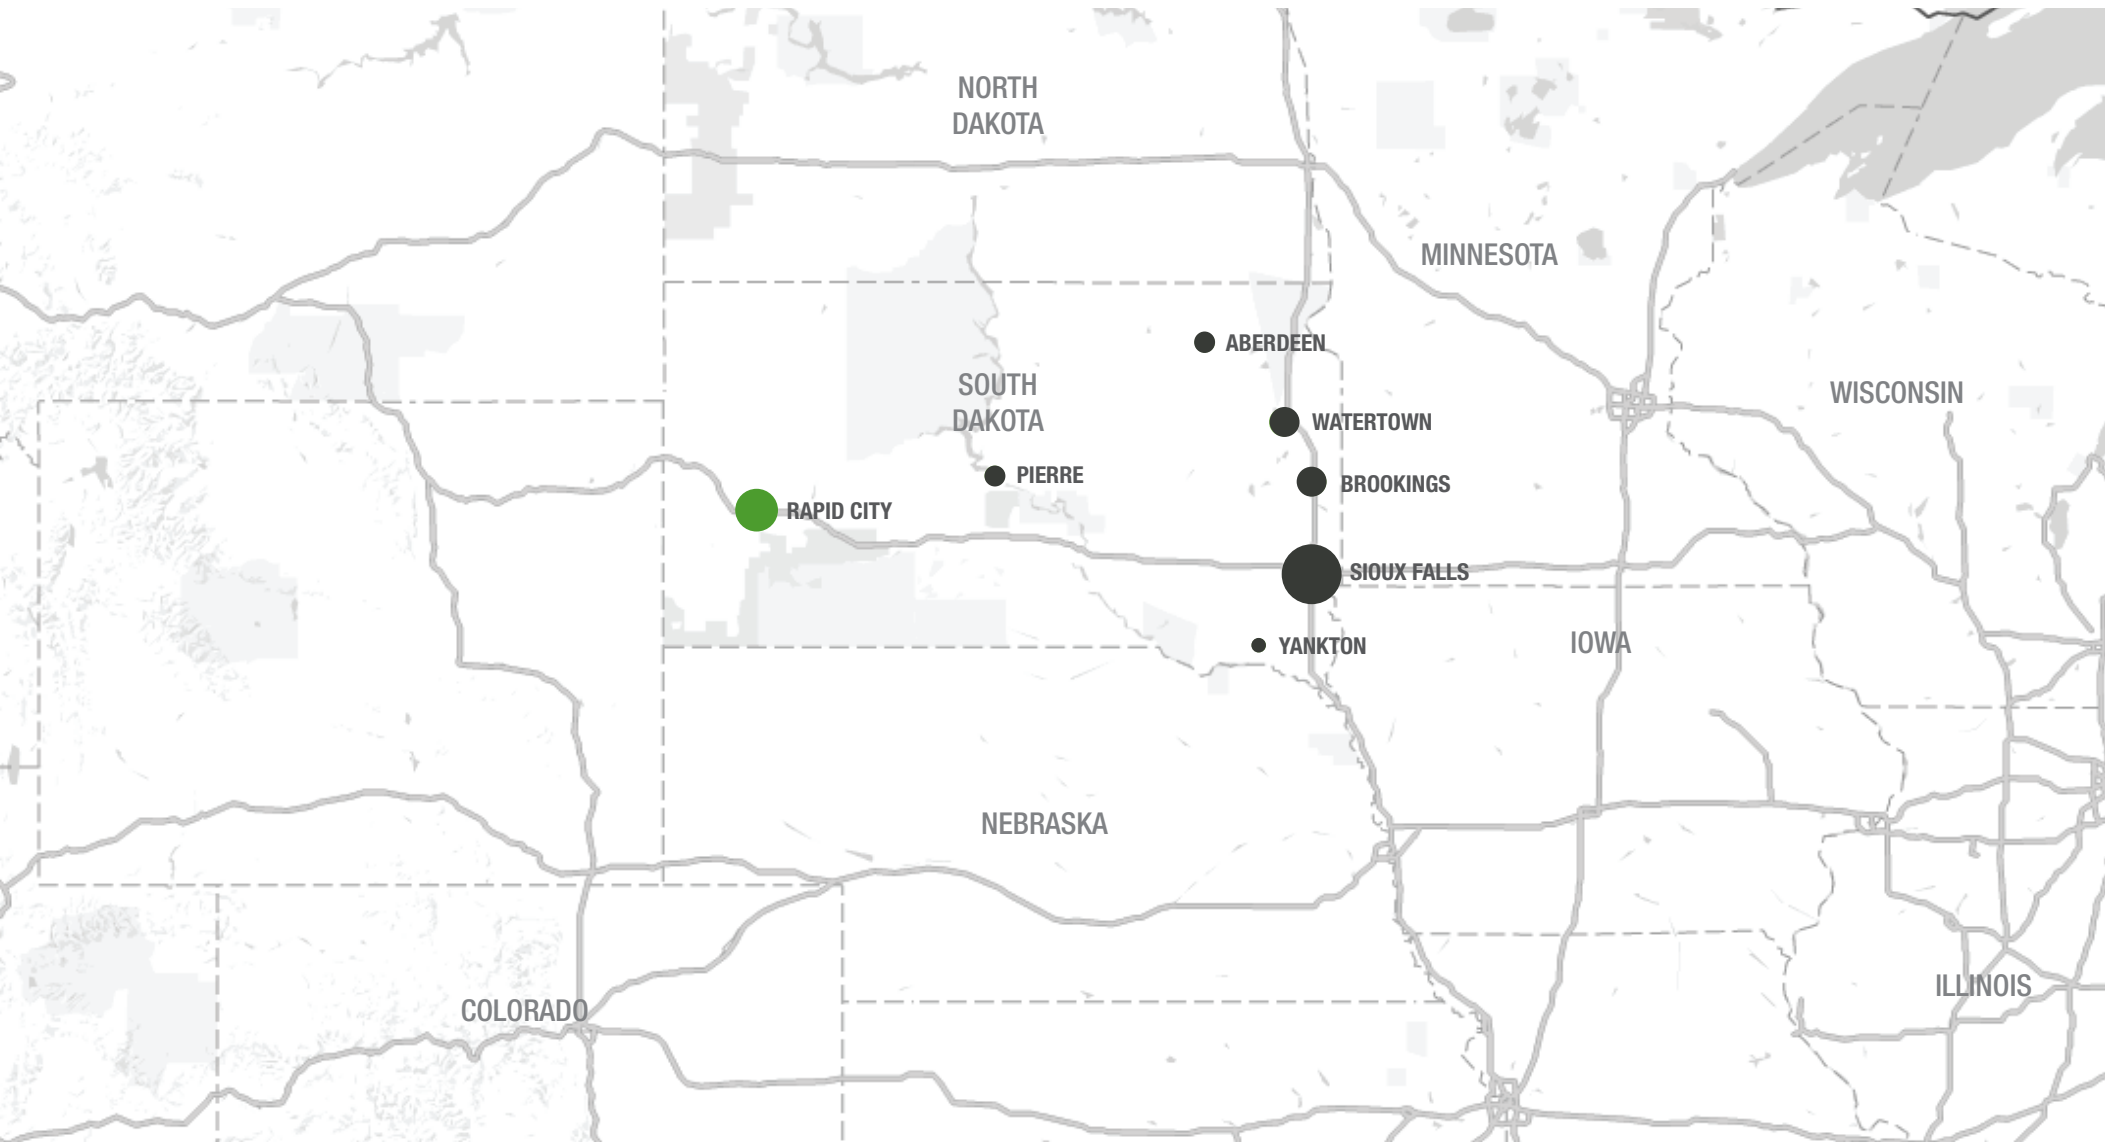 NORTH
DAKOTA
MINNESOTA
ABERDEEN
SOUTH
DAKOTA
WISCONSIN
WATERTOWN
PIERRE
BROOKINGS
RAPID CITY
SIOUX FALLS
YANKTON
IOWA
NEBRASKA
ILLINOIS
COLORADO